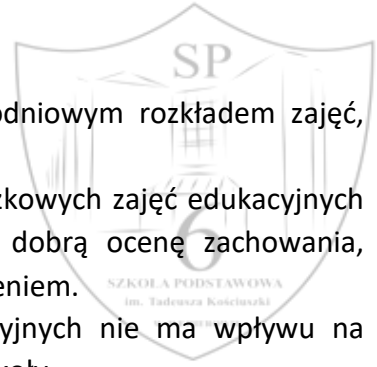 SP
odniowym rozkładem zajęć,
zkowych zajęć edukacyjnych
dobrą ocenę zachowania,
6
eniem.
SZKOŁA PODSTAWOWA
im. Tadeusza Kościuszki
yjnych nie ma wpływu na